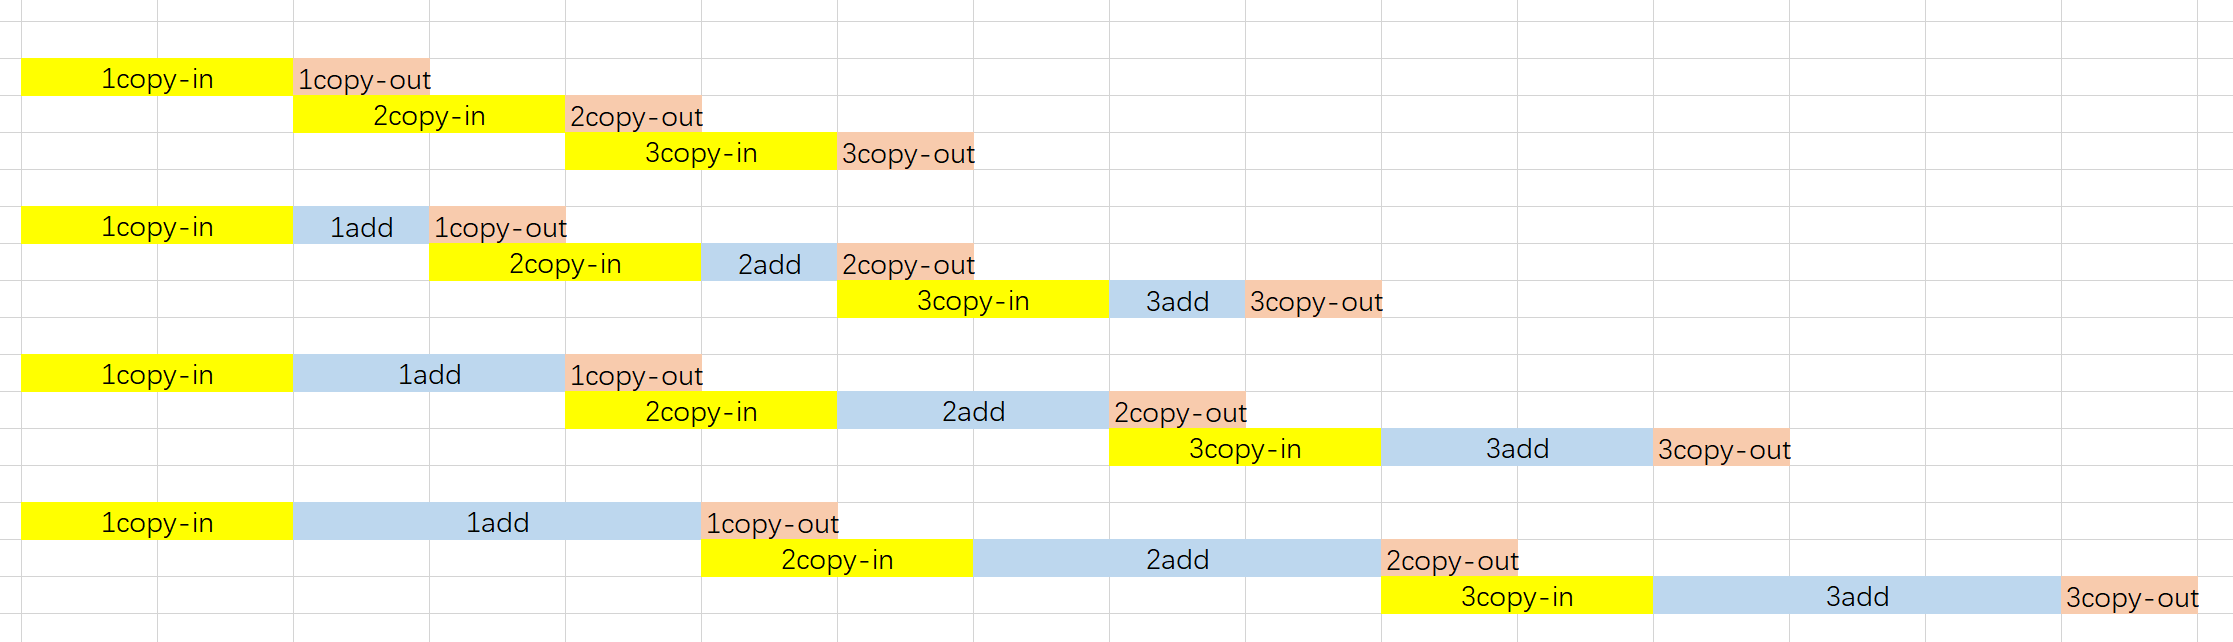 1copy-in 1copy-out
2copy-in 2copy-out
3copy-in 3copy-out
1copy-in 1add 1copy-out
2copy-in 2add 2copy-out
3copy-in 3add 3copy-out
1copy-in 1add 1copy-out
2copy-in 2add 2copy-out
3copy-in 3add 3copy-out
1copy-in 1add 1copy-out
2copy-in 2add 2copy-out
3copy-in 3add 3copy-out